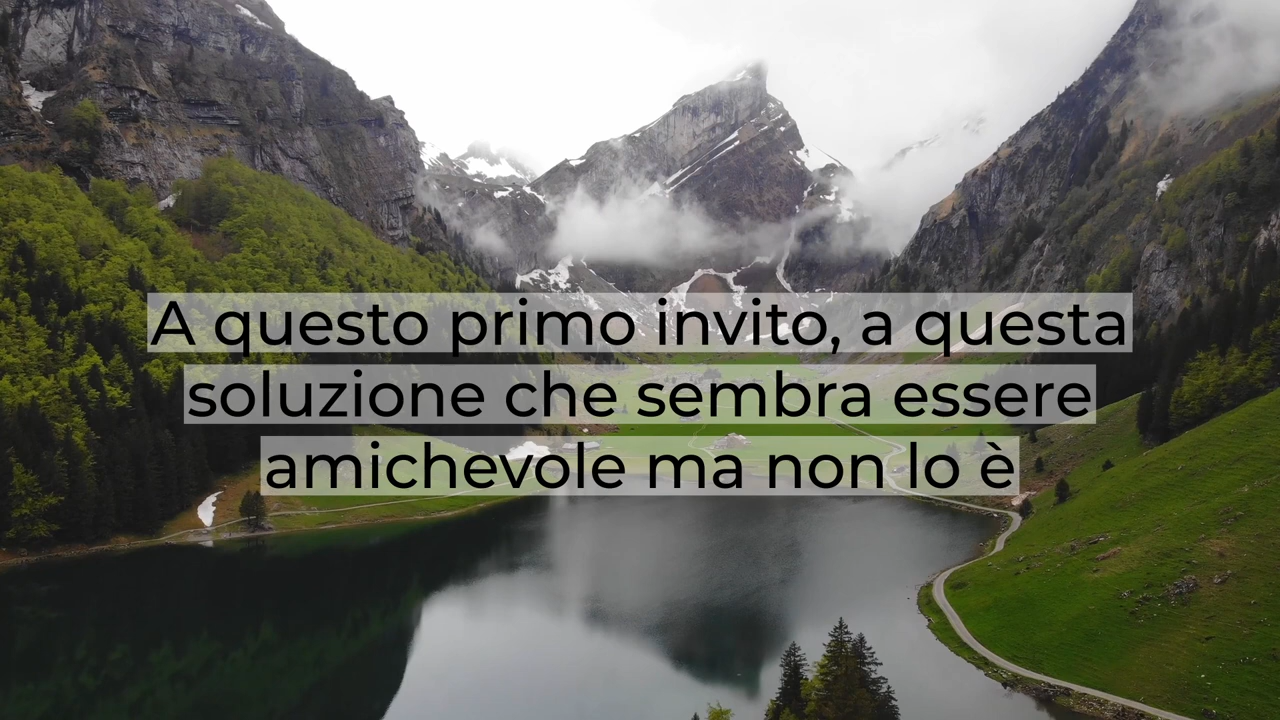 A questo primo invito, a questa
soluzione che sembra essere
amichevole ma non lo è